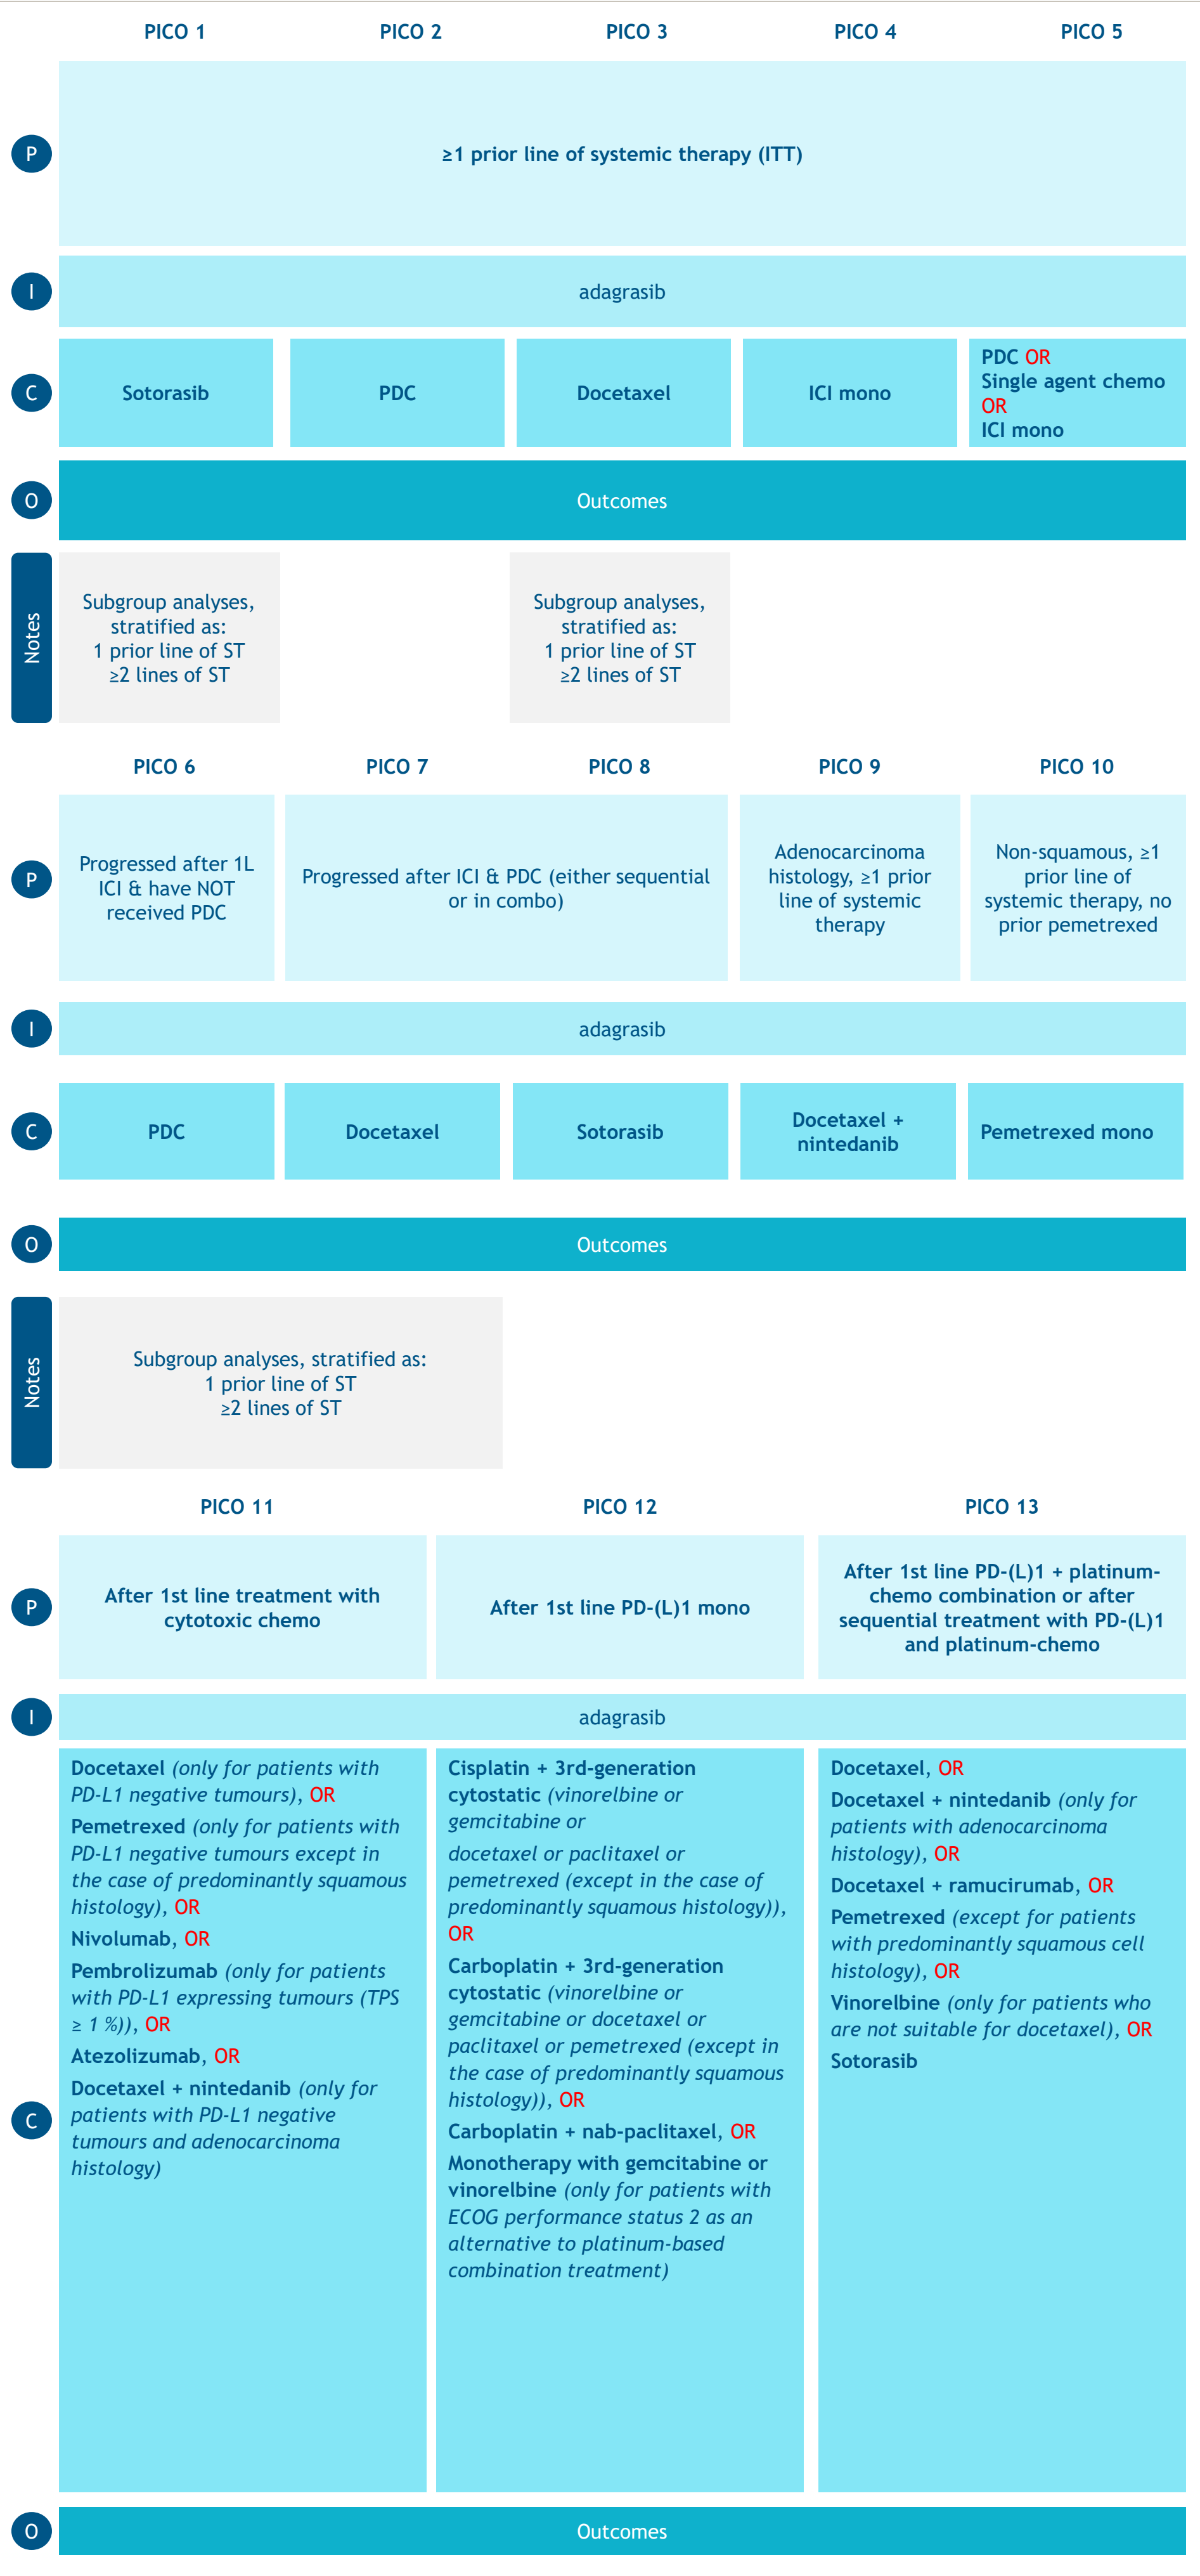 PICO 1
PICO 2
PICO 3
PICO 4
PICO 5
P
≥1 prior line of systemic therapy (ITT)
I
adagrasib
C
Sotorasib
PDC
Docetaxel
ICI mono
PDC OR
Single agent chemo
OR
ICI mono
O
Outcomes
Notes
Subgroup analyses,
stratified as:
1 prior line of ST
≥2 lines of ST
Subgroup analyses,
stratified as:
1 prior line of ST
≥2 lines of ST
PICO 6
PICO 7
PICO 8
PICO 9
PICO 10
P
Progressed after 1L
ICI & have NOT
received PDC
Progressed after ICI & PDC (either sequential
or in combo)
Adenocarcinoma
histology, ≥1 prior
line of systemic
therapy
Non-squamous, ≥1
prior line of
systemic therapy, no
prior pemetrexed
I
adagrasib
C
PDC
Docetaxel
Sotorasib
Docetaxel +
nintedanib
Pemetrexed mono
O
Outcomes
Notes
Subgroup analyses, stratified as:
1 prior line of ST
≥2 lines of ST
PICO 11
PICO 12
PICO 13
P
After 1st line treatment with
cytotoxic chemo
After 1st line PD-(L)1 mono
After 1st line PD-(L)1 + platinum-
chemo combination or after
sequential treatment with PD-(L)1
and platinum-chemo
I
adagrasib
C
Docetaxel (only for patients with
PD-L1 negative tumours), OR
Pemetrexed (only for patients with
PD-L1 negative tumours except in
the case of predominantly squamous
histology), OR
Nivolumab, OR
Pembrolizumab (only for patients
with PD-L1 expressing tumours (TPS
≥ 1 %)), OR
Atezolizumab, OR
Docetaxel + nintedanib (only for
patients with PD-L1 negative
tumours and adenocarcinoma
histology)
Cisplatin + 3rd-generation
cytostatic (vinorelbine or
gemcitabine or
docetaxel or paclitaxel or
pemetrexed (except in the case of
predominantly squamous histology)),
OR
Carboplatin + 3rd-generation
cytostatic (vinorelbine or
gemcitabine or docetaxel or
paclitaxel or pemetrexed (except in
the case of predominantly squamous
histology)), OR
Carboplatin + nab-paclitaxel, OR
Monotherapy with gemcitabine or
vinorelbine (only for patients with
ECOG performance status 2 as an
alternative to platinum-based
combination treatment)
Docetaxel, OR
Docetaxel + nintedanib (only for
patients with adenocarcinoma
histology), OR
Docetaxel + ramucirumab, OR
Pemetrexed (except for patients
with predominantly squamous cell
histology), OR
Vinorelbine (only for patients who
are not suitable for docetaxel), OR
Sotorasib
O
Outcomes